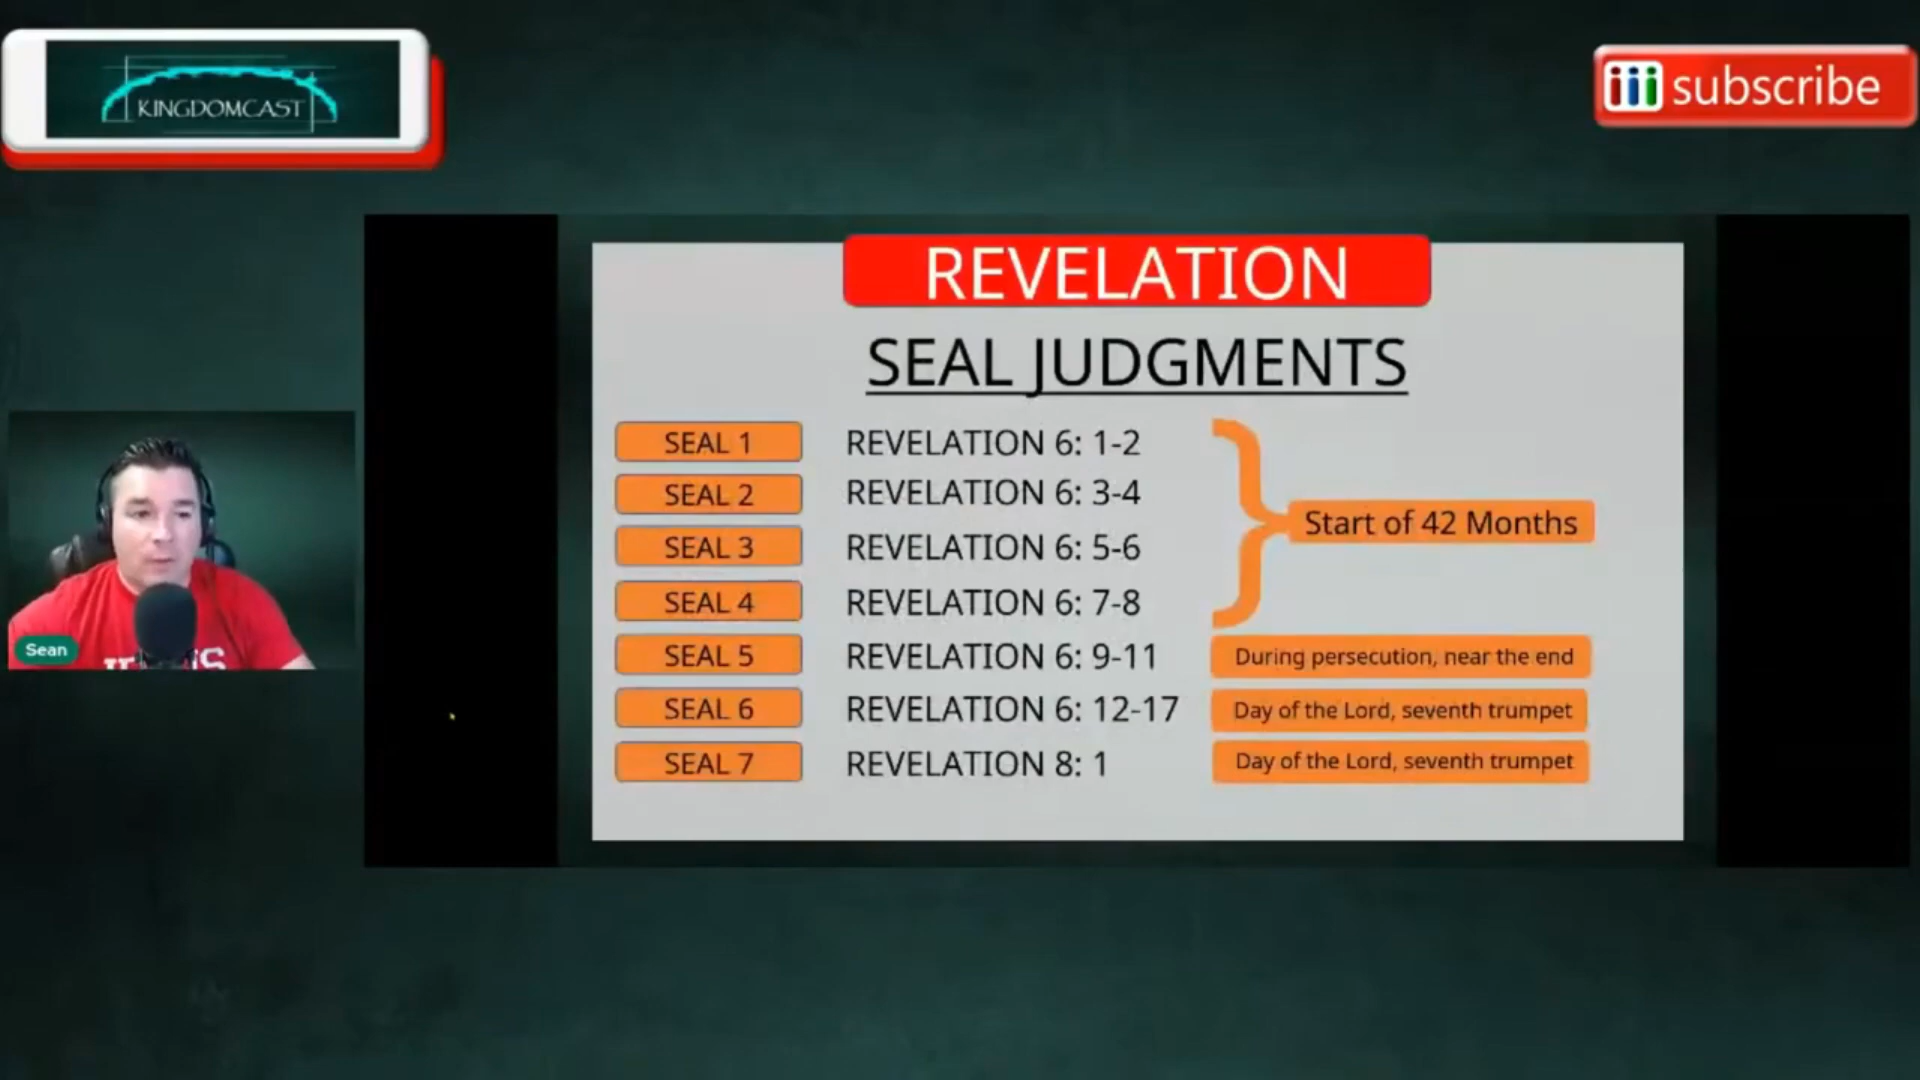 KINGDOMCAST
subscribe
REVELATION
SEAL JUDGMENTS
SEAL 1 REVELATION 6: 1-2
SEAL 2 REVELATION 6: 3-4
Start of 42 Months
SEAL 3 REVELATION 6: 5-6
SEAL 4 REVELATION 6: 7-8
SEAL 5 REVELATION 6: 9-11 During persecution, near the end
SEAL 6 REVELATION 6: 12-17 Day of the Lord, seventh trumpet
SEAL 7 REVELATION 8: 1 Day of the Lord, seventh trumpet
Sean